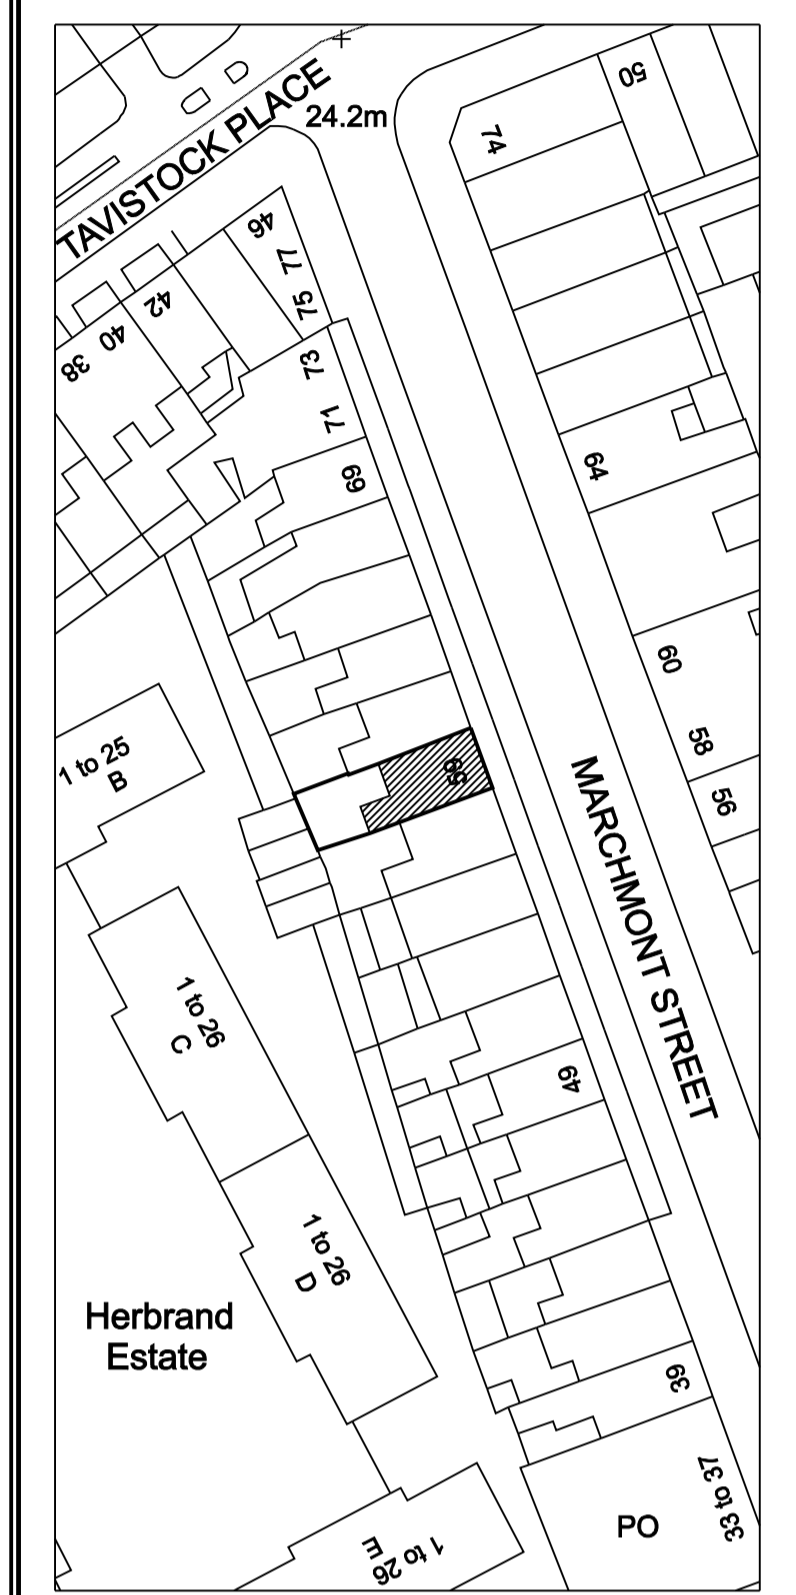 TAVISTOCK PLACE
24.2m
50
74
46
77
75
42
40
38
73
71
69
64
60
58
56
59
MARCHMONT STREET
1 to 25
B
1 to 26
C
49
1 to 26
D
Herbrand
Estate
39
33 to 37
PO
1 to 26
E